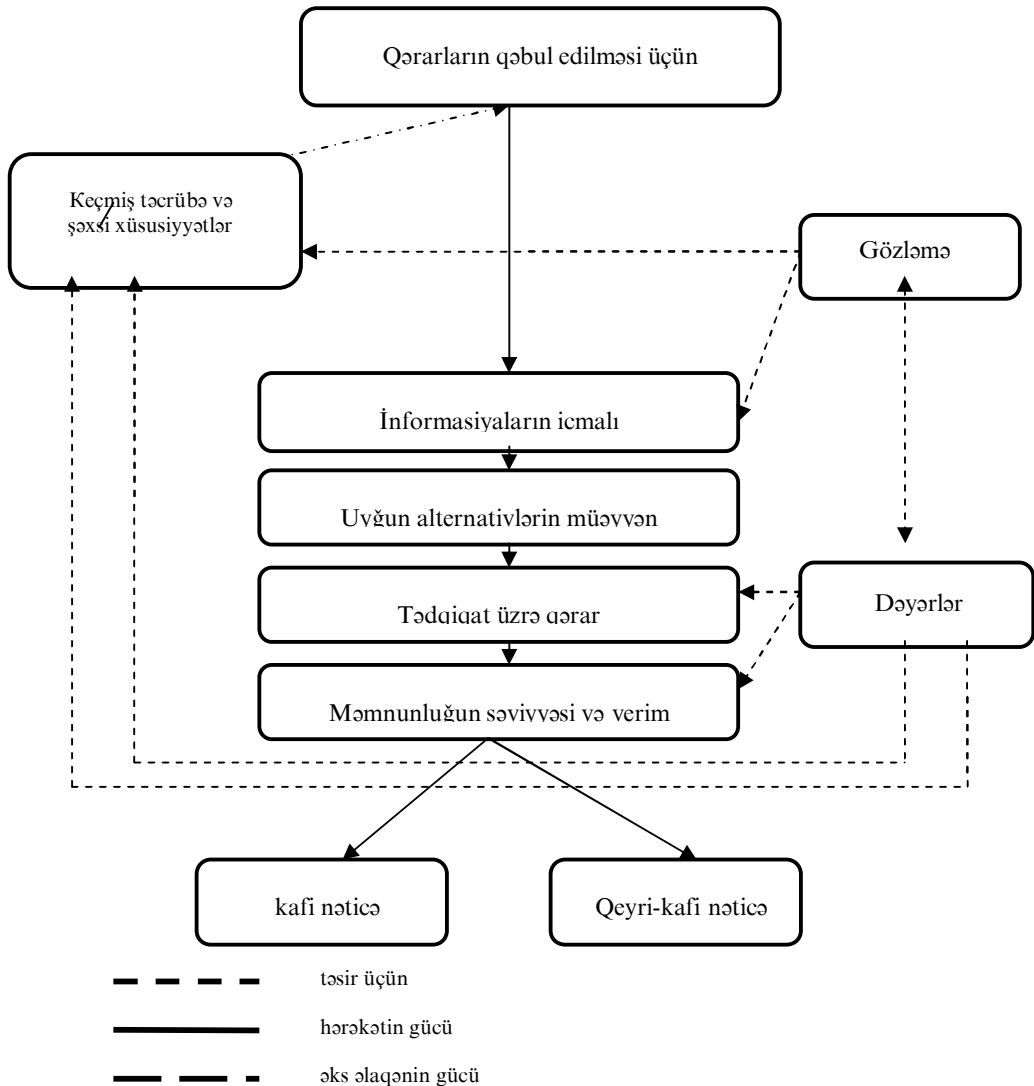 Qərarların qəbul edilməsi üçün
Keçmiş təcrübə və
şəxsi xüsusiyyətlər
Gözləmə
İnformasiyaların icmalı
Uyğun alternativlərin müəyyən
Tədqiqat üzrə qərar
Dəyərlər
Məmnunluğun səviyyəsi və verim
kafi nəticə
Qeyri-kafi nəticə
təsir üçün
hərəkətin gücü
əks əlaqənin gücü